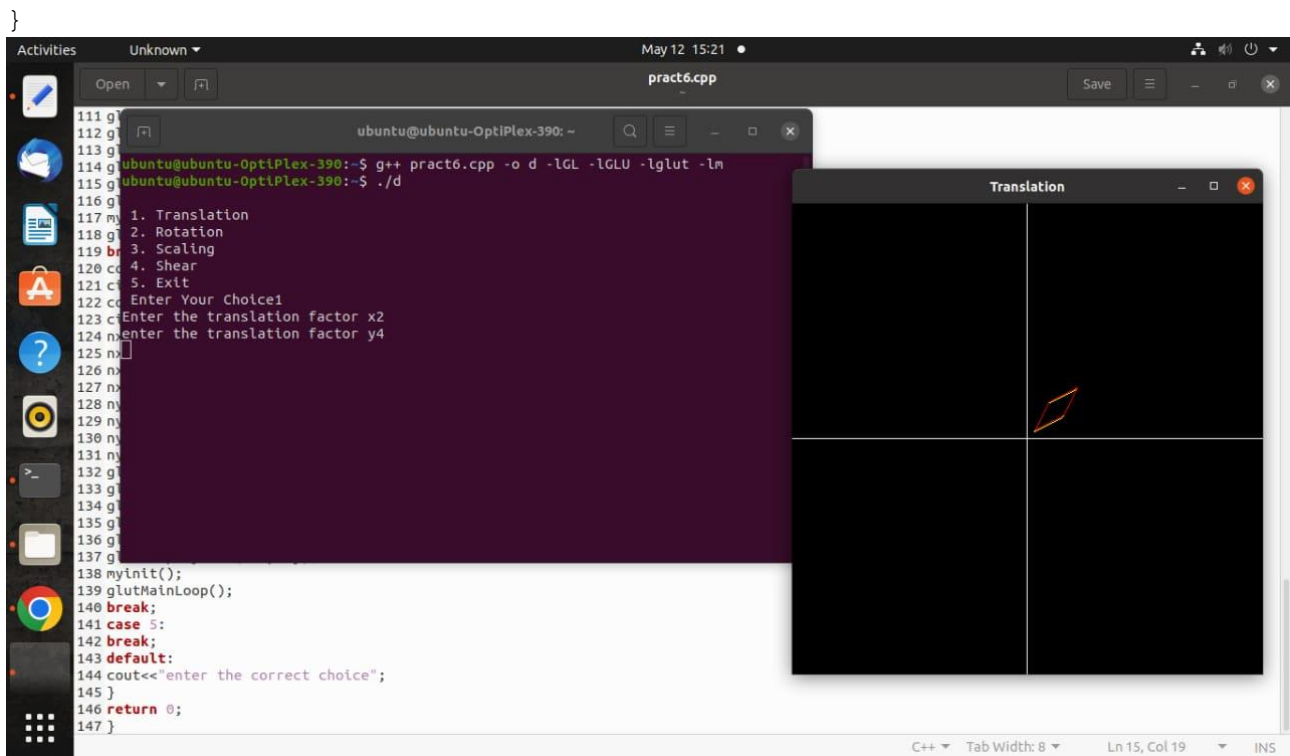 }
Activities Unknown May 12 15:21
Open pract6.cpp Save
~
ubuntu@ubuntu-OptiPlex-390: ~
111 gl
112 gl
113 gl
ubuntu@ubuntu-OptiPlex-390:~$ g++ pract6.cpp -o d -lGL -lGLU -lglut -lm
114 gl
ubuntu@ubuntu-OptiPlex-390:~$ ./d
115 gl
116 gl
1. Translation
117 my
2. Rotation
118 gl
3. Scaling
119 br
4. Shear
120 co
5. Exit
121 ci
Enter Your Choice1
122 co
Enter the translation factor x2
123 ci
enter the translation factor y4
124 nx
125 nx
126 nx
127 nx
128 ny
129 ny
130 ny
131 ny
132 gl
133 gl
134 gl
135 gl
136 gl
137 gl
138 myinit();
139 glutMainLoop();
140 break;
141 case 5:
142 break;
143 default:
144 cout<<"enter the correct choice";
145 }
146 return 0;
147 }
Translation
C++ Tab Width: 8 Ln 15, Col 19 INS